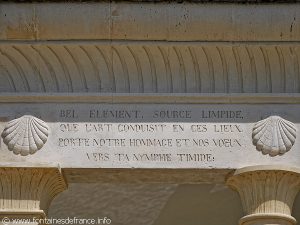 BEL ELEMENT, SOURCE LIMPIDE,
QUE L'ART CONDUISIT EN CES LIEUX,
PORTE NOTRE HOMMAGE ET NOS VOEUX
VERS TA NYMPHE TIMIDE:
© www.fontainesdefrance.info